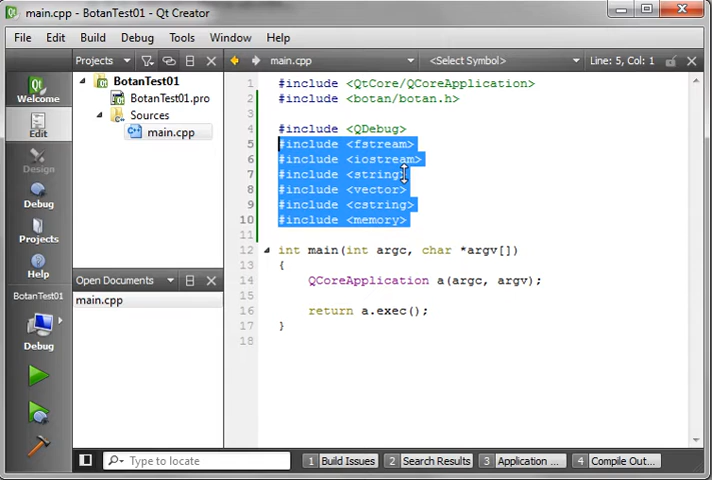 main.cpp - BotanTest01 - Qt Creator
File Edit Build Debug Tools Window Help
Projects main.cpp <Select Symbol> Line: 5, Col: 1
Welcome
Edit
Design
Debug
Projects
Help
BotanTest01
Debug
BotanTest01
BotanTest01.pro
Sources
main.cpp
Open Documents
main.cpp
1 #include <QtCore/QCoreApplication>
2 #include <botan/botan.h>
3
4 #include <QDebug>
5 #include <fstream>
6 #include <iostream>
7 #include <string>
8 #include <vector>
9 #include <cstring>
10 #include <memory>
11
12 int main(int argc, char *argv[])
13 {
14 QCoreApplication a(argc, argv);
15
16 return a.exec();
17 }
18
Type to locate 1 Build Issues 2 Search Results 3 Application ... 4 Compile Out...